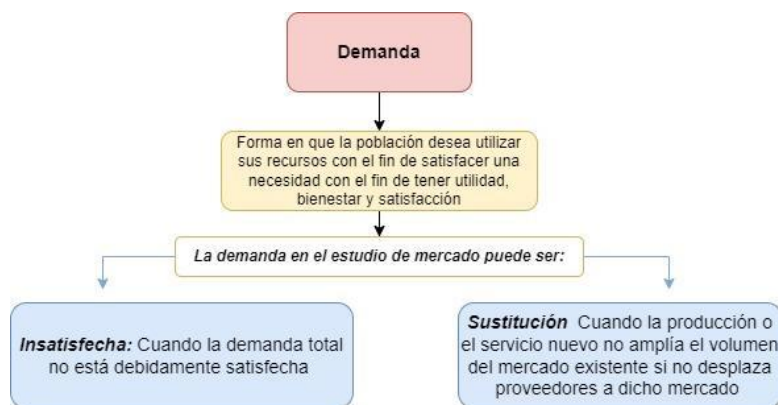 Demanda
Forma en que la población desea utilizar
sus recursos con el fin de satisfacer una
necesidad con el fin de tener utilidad,
bienestar y satisfacción
La demanda en el estudio de mercado puede ser:
Insatisfecha: Cuando la demanda total
no está debidamente satisfecha
Sustitución Cuando la producción o
el servicio nuevo no amplía el volumen
del mercado existente si no desplaza
proveedores a dicho mercado